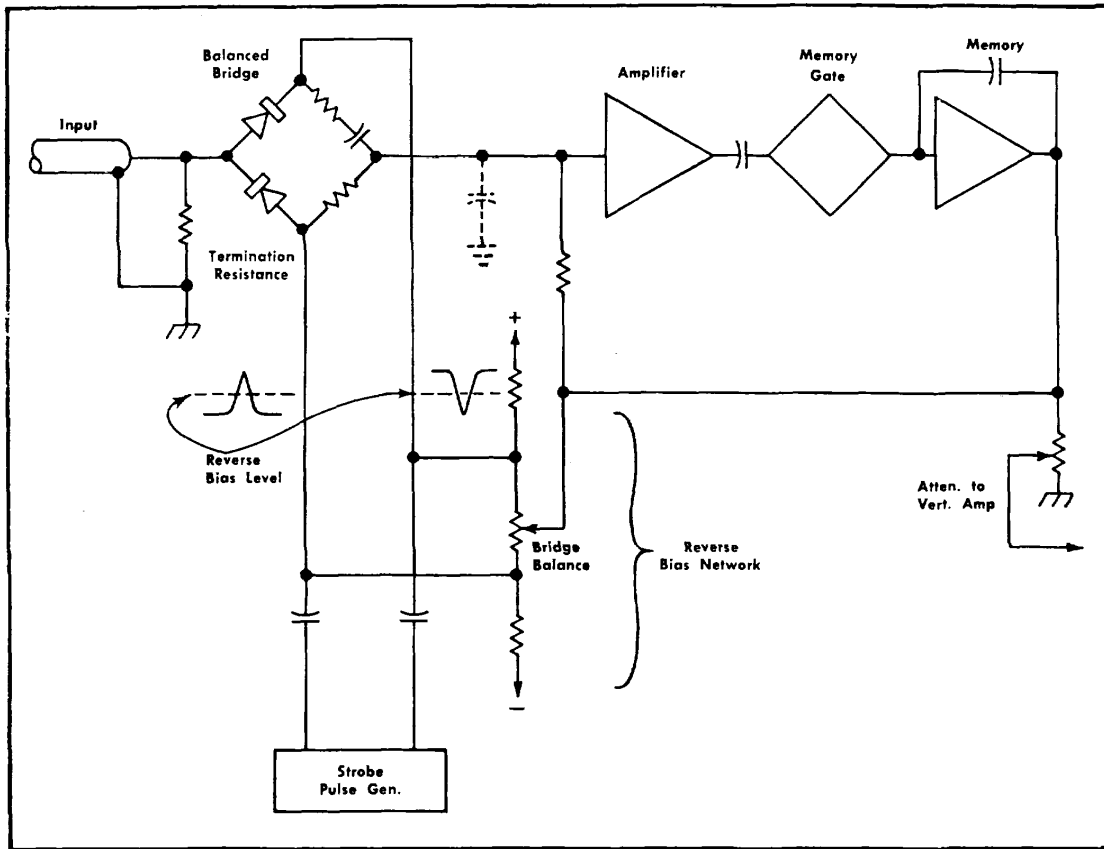 Balanced
Bridge
Input
Amplifier
Memory
Gate
Memory
Termination
Resistance
+
Reverse
Bias Level
Bridge
Balance
Reverse
Bias Network
Atten. to
Vert. Amp
−
Strobe
Pulse Gen.